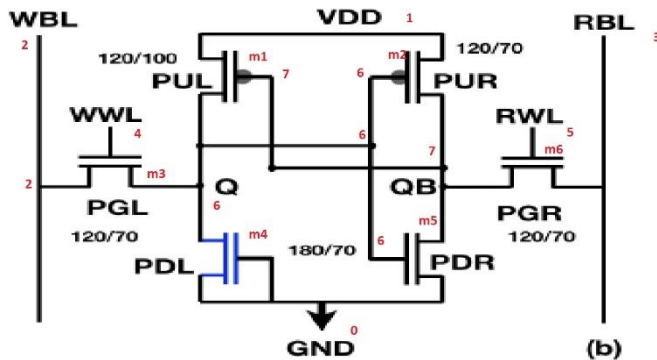 WBL VDD 1 RBL
2 3
120/100 m1 m2 120/70
PUL 7 6 PUR
WWL RWL
4 6 7 5
2 m3 Q QB m6
PGL 6 m5 PGR
120/70 m4 180/70 6 120/70
PDL PDR
GND 0 (b)